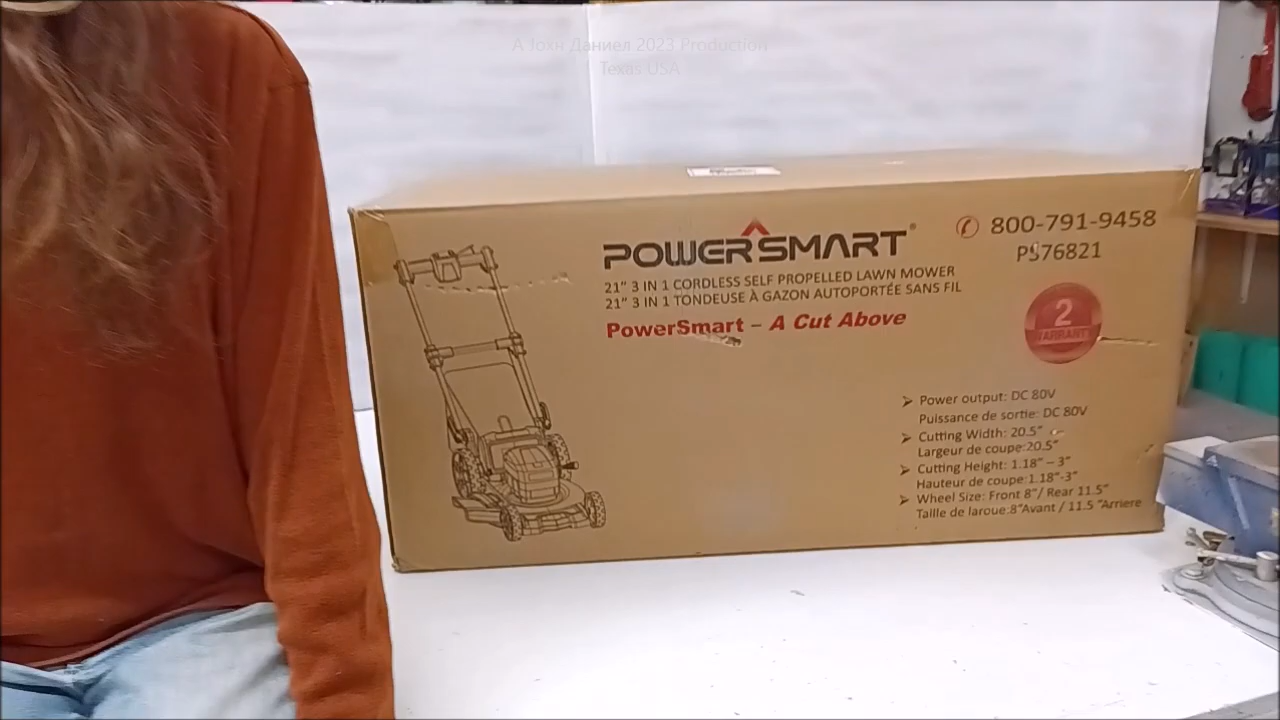 A Јохн Даниел 2023 Production
Texas USA
POWERSMART®
800-791-9458
PS76821
21" 3 IN 1 CORDLESS SELF PROPELLED LAWN MOWER
21" 3 IN 1 TONDEUSE À GAZON AUTOPORTÉE SANS FIL
PowerSmart – A Cut Above
2
WARRANTY
➢ Power output: DC 80V
Puissance de sortie: DC 80V
➢ Cutting Width: 20.5"
Largeur de coupe:20.5"
➢ Cutting Height: 1.18" – 3"
Hauteur de coupe:1.18"-3"
➢ Wheel Size: Front 8"/ Rear 11.5"
Taille de laroue:8"Avant / 11.5 "Arriere